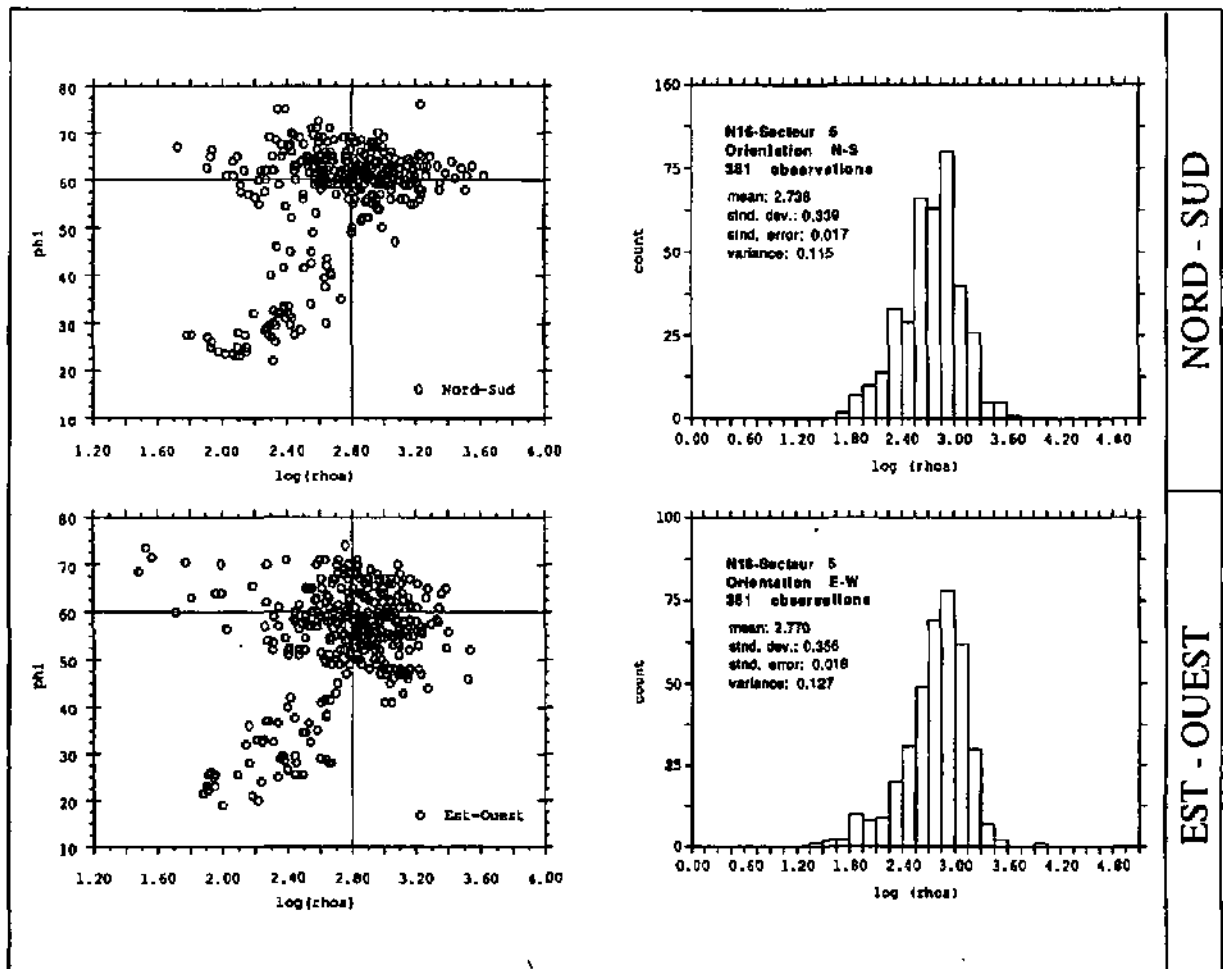 80
70
60
50
40
30
20
10
phi
1.20 1.60 2.00 2.40 2.80 3.20 3.60 4.00
log(rhoa)
Nord-Sud
160
75
50
25
0
count
N16-Secteur 5
Orientation N-S
381 observations
mean: 2.738
stnd. dev.: 0.339
stnd. error: 0.017
variance: 0.115
0.00 0.60 1.20 1.80 2.40 3.00 3.60 4.20 4.80
log (rhoa)
NORD - SUD
80
70
60
50
40
30
20
10
phi
1.20 1.60 2.00 2.40 2.80 3.20 3.60 4.00
log(rhoa)
Est-Ouest
100
75
50
25
0
count
N16-Secteur 5
Orientation E-W
381 observations
mean: 2.770
stnd. dev.: 0.356
stnd. error: 0.018
variance: 0.127
0.00 0.60 1.20 1.80 2.40 3.00 3.60 4.20 4.80
log (rhoa)
EST - OUEST